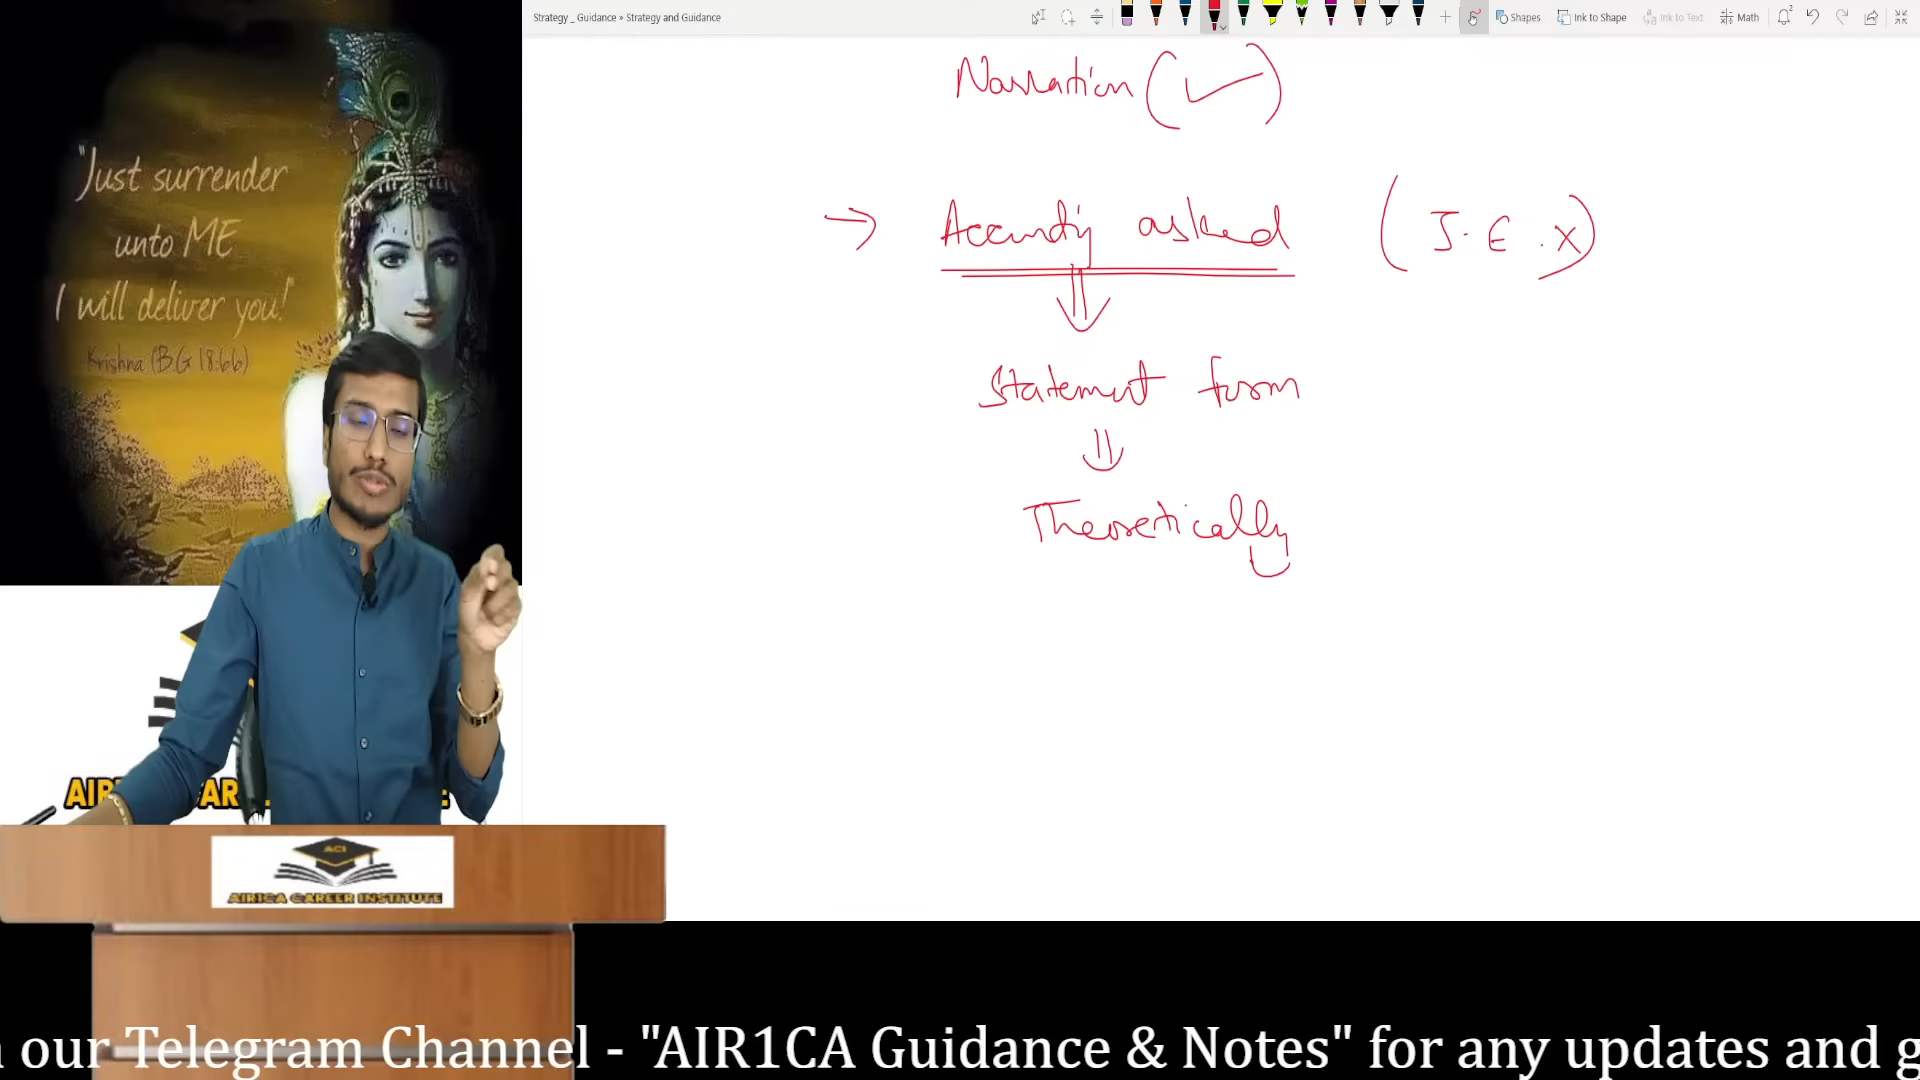 Strategy _ Guidance » Strategy and Guidance
Shapes
Ink to Shape
Ink to Text
Math
Narration (✓)
→ Accounting asked (J.E. X)
Statement form
Theoretically
"Just surrender
unto ME
I will deliver you!"
Krishna (B.G 18:66)
ACI
AIR1CA CAREER INSTITUTE
our Telegram Channel - "AIR1CA Guidance & Notes" for any updates and g